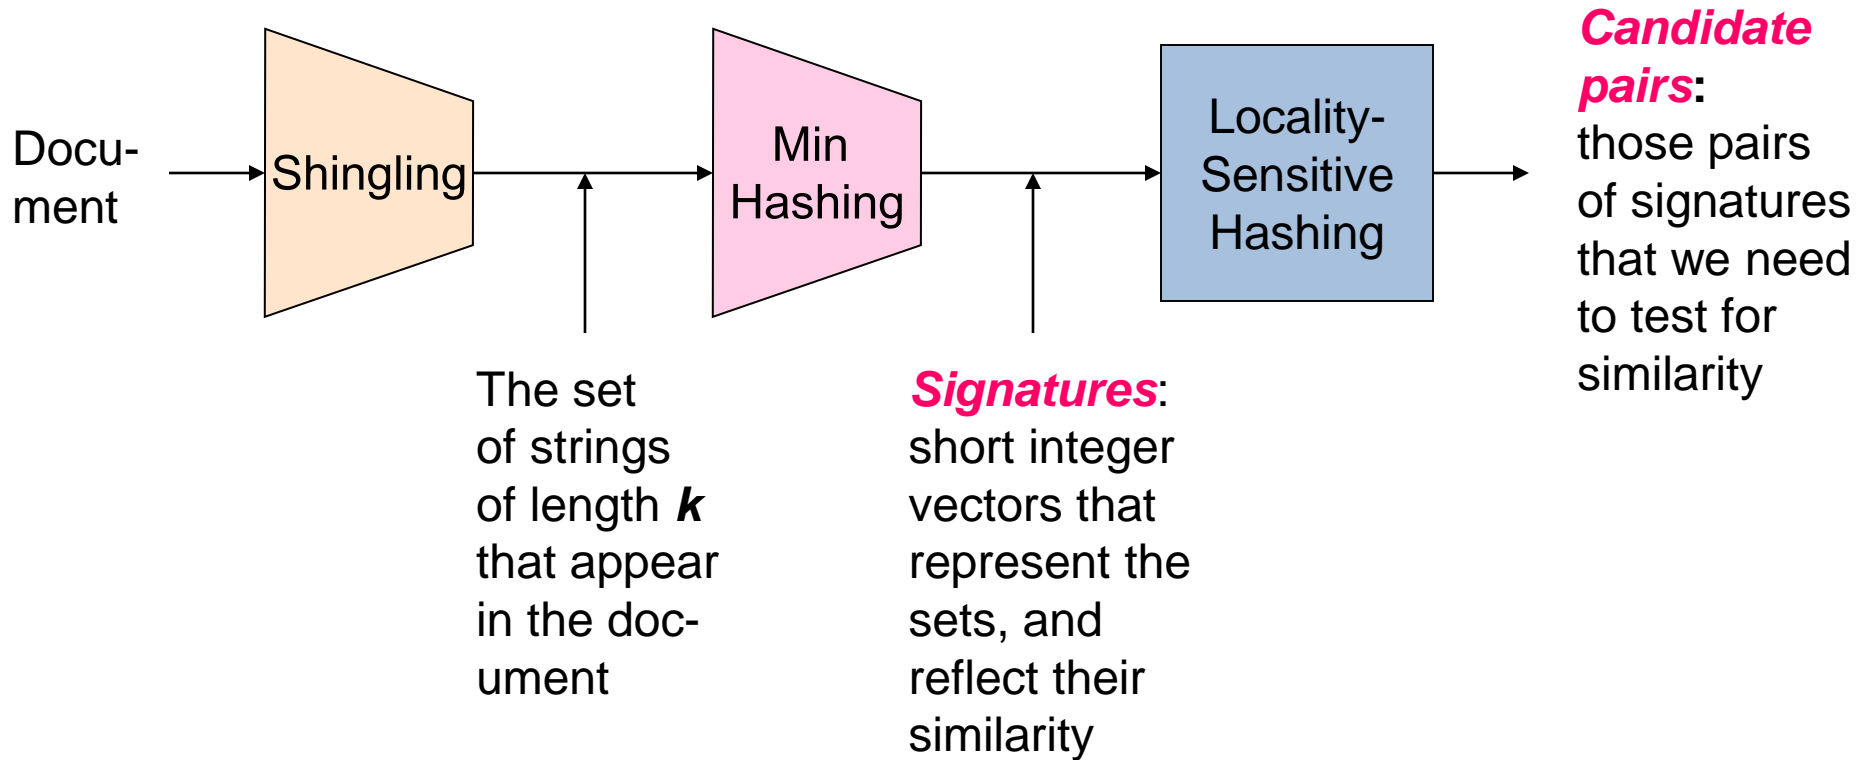 Docu-
ment
Shingling
The set
of strings
of length k
that appear
in the doc-
ument
Min
Hashing
Signatures:
short integer
vectors that
represent the
sets, and
reflect their
similarity
Locality-
Sensitive
Hashing
Candidate
pairs:
those pairs
of signatures
that we need
to test for
similarity